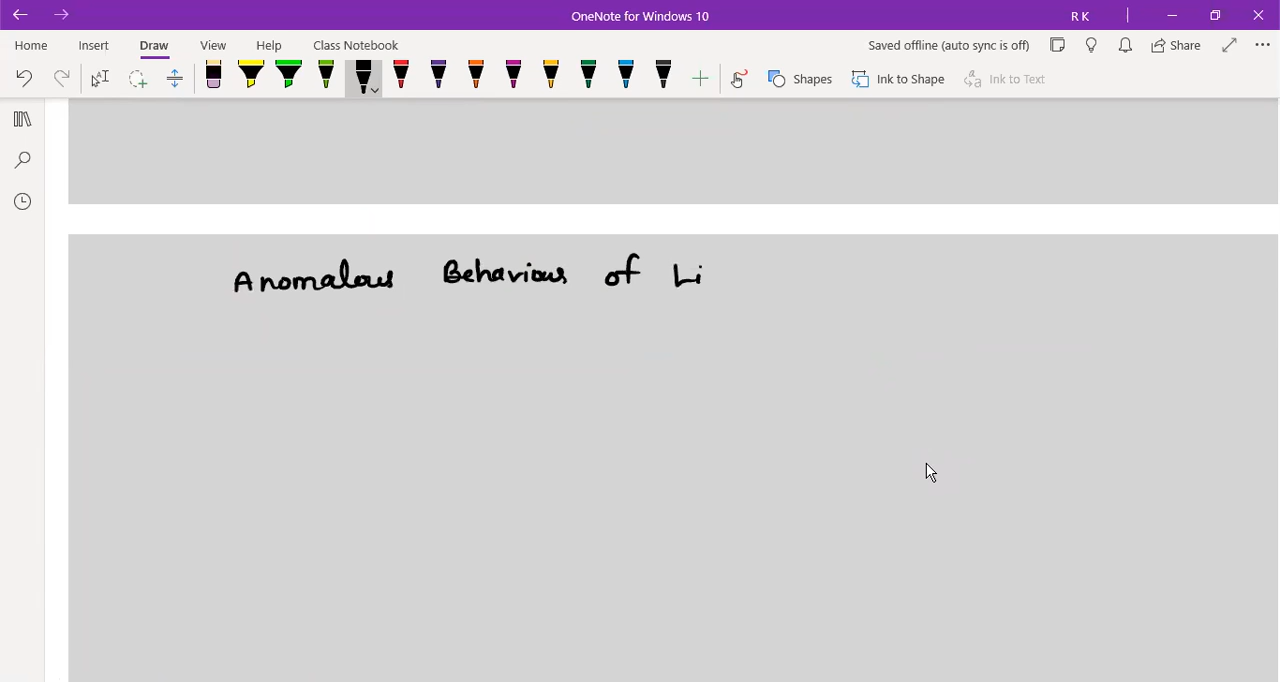 OneNote for Windows 10
R K
Home Insert Draw View Help Class Notebook
Saved offline (auto sync is off) Share
Shapes Ink to Shape Ink to Text
Anomalous Behaviour of Li